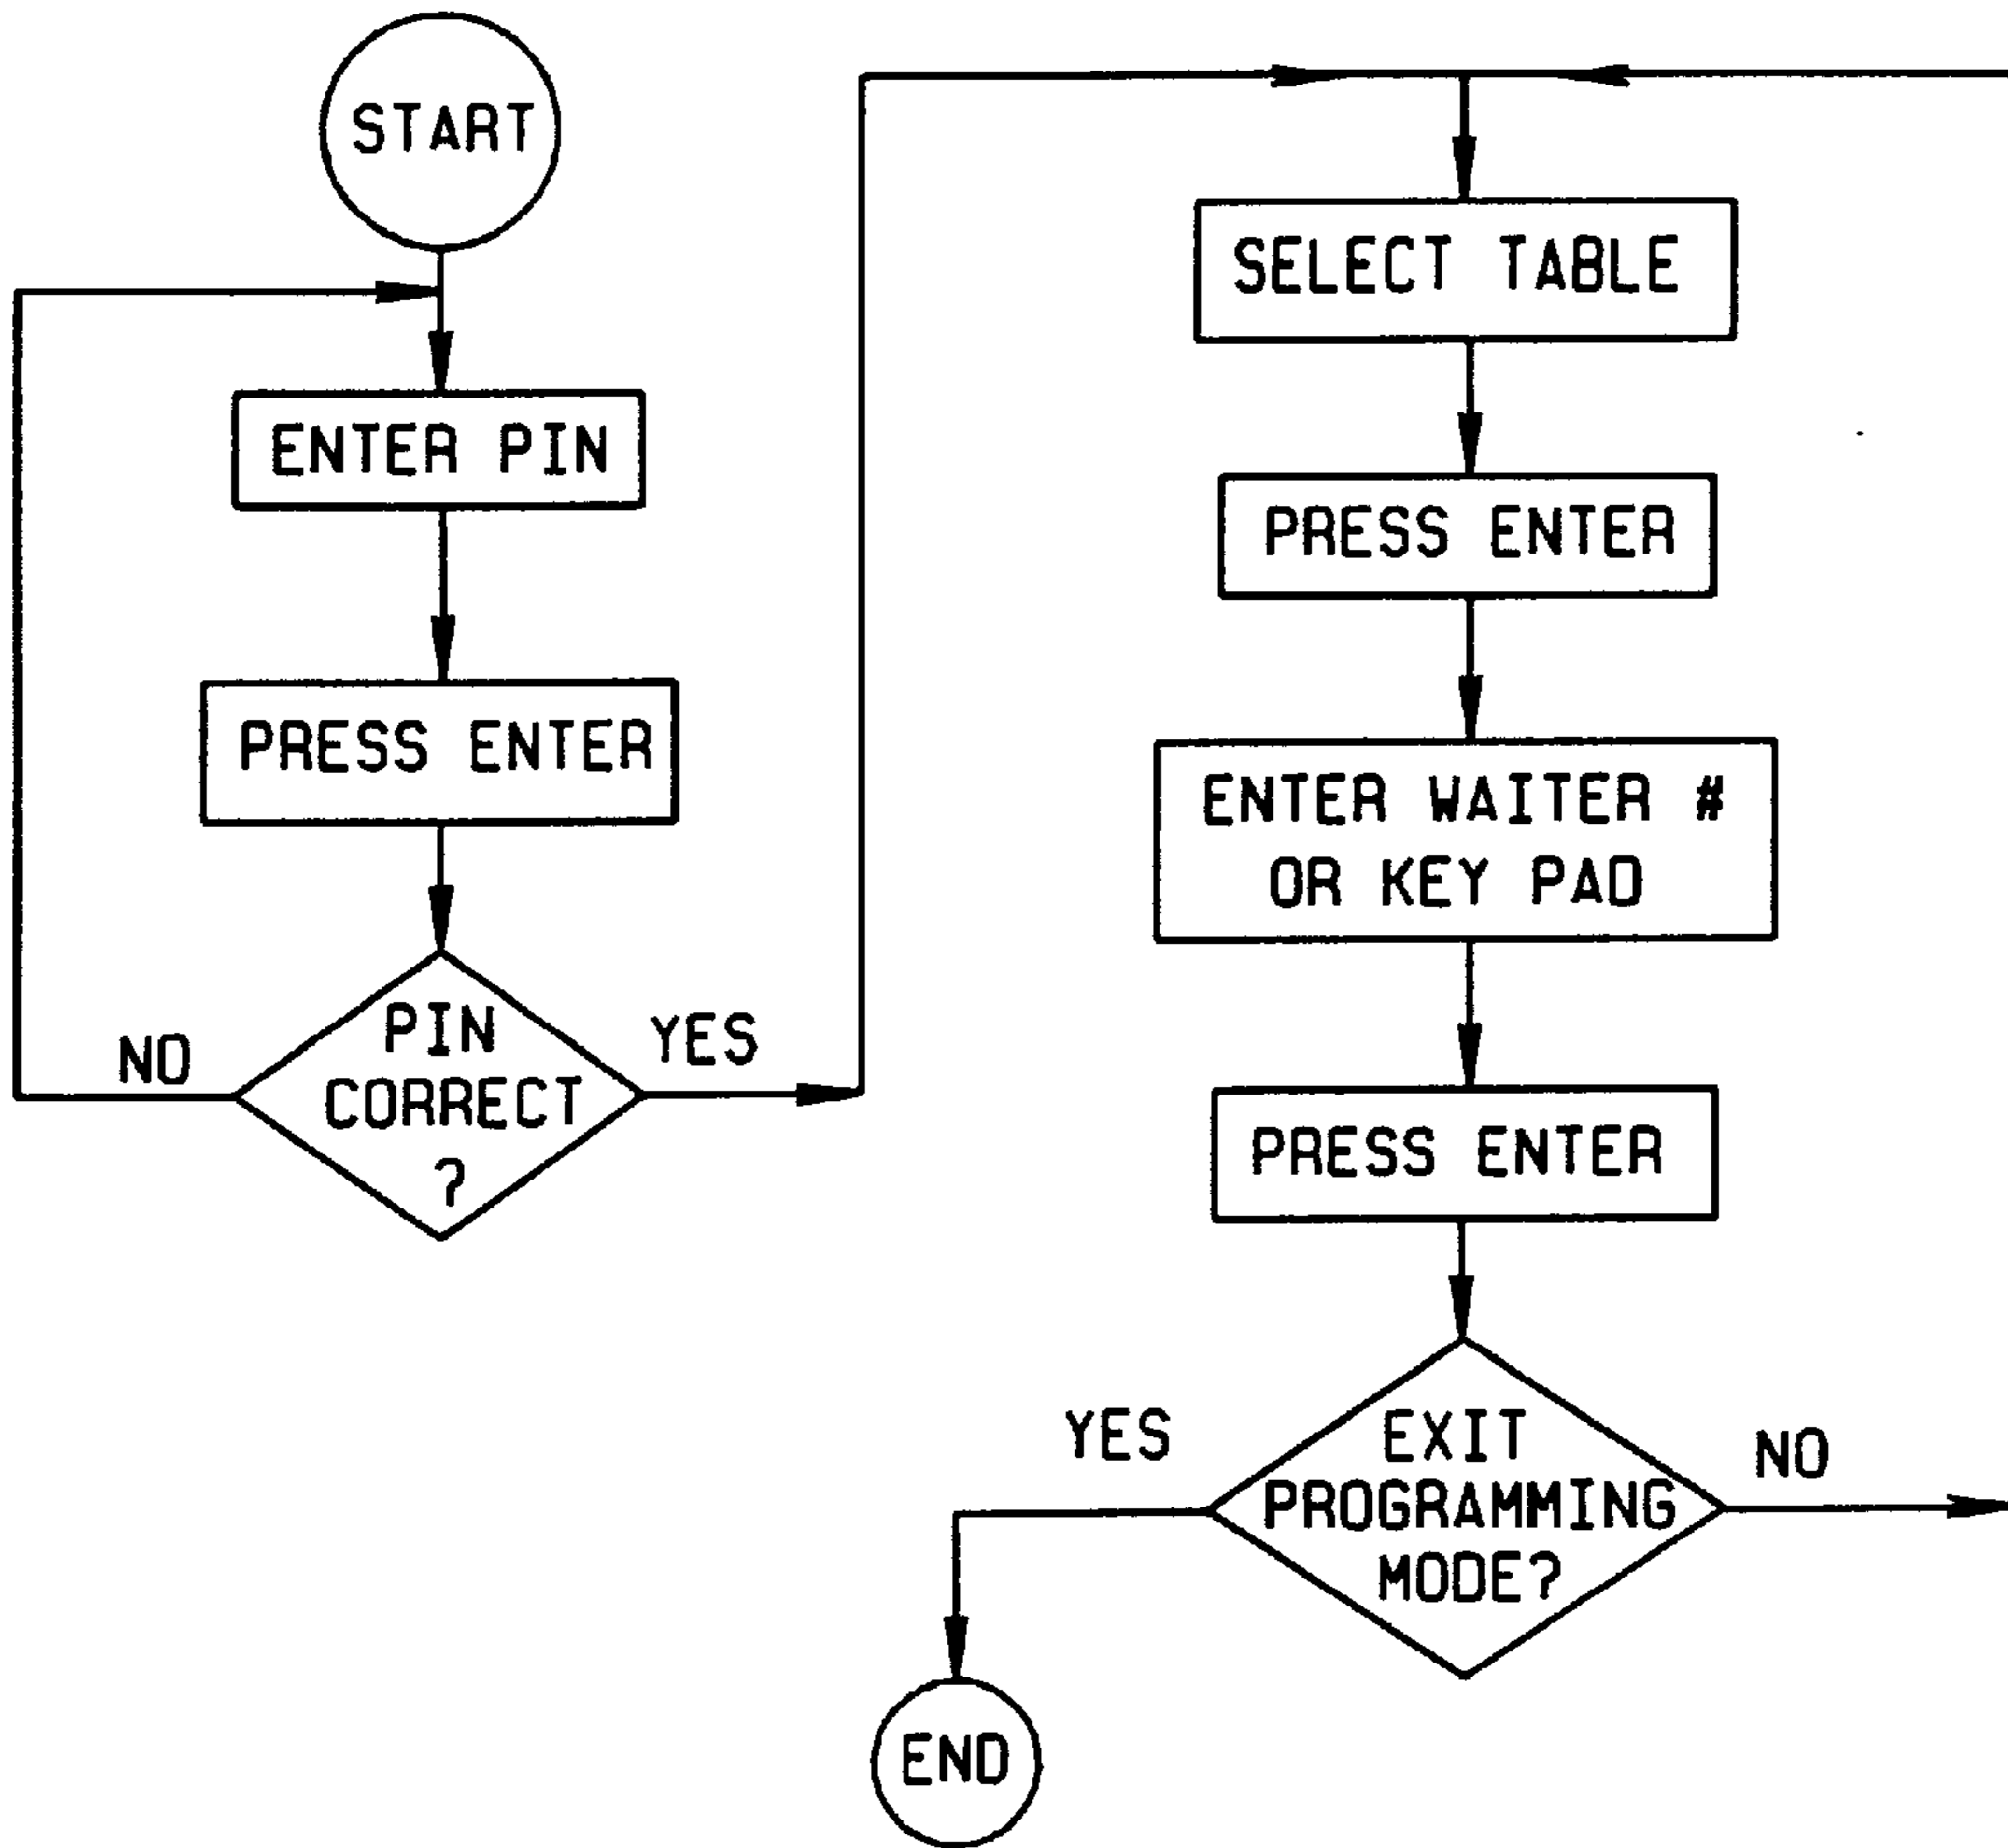 START
ENTER PIN
PRESS ENTER
PIN
CORRECT
?
NO
YES
SELECT TABLE
PRESS ENTER
ENTER WAITER #
OR KEY PAD
PRESS ENTER
EXIT
PROGRAMMING
MODE?
YES
NO
END